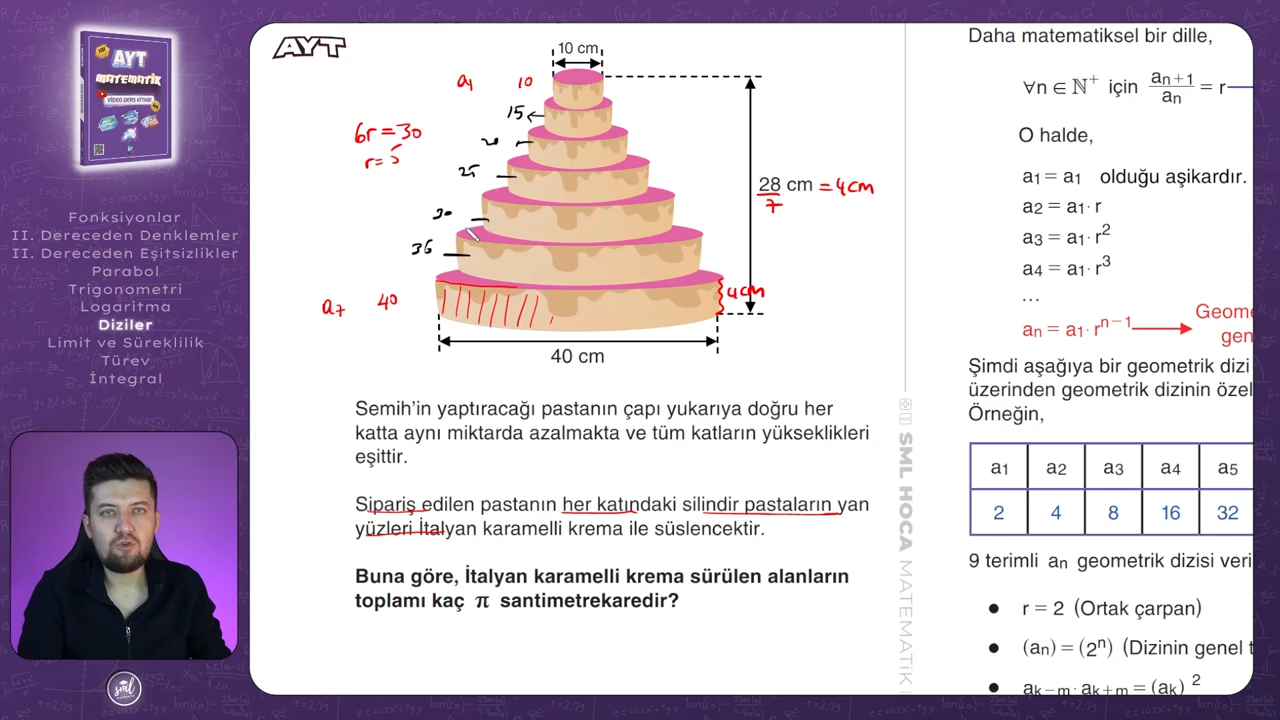 AYT
MATEMATİK
VİDEO DERS KİTABI
Fonksiyonlar
II. Dereceden Denklemler
II. Dereceden Eşitsizlikler
Parabol
Trigonometri
Logaritma
Diziler
Limit ve Süreklilik
Türev
İntegral
sml
AYT
10 cm
a₁ 10
15
6r = 30
r = 5
20
25
28 cm = 4cm
7
30
36
a₇ 40
4cm
40 cm
Semih'in yaptıracağı pastanın çapı yukarıya doğru her
katta aynı miktarda azalmakta ve tüm katların yükseklikleri
eşittir.
Sipariş edilen pastanın her katındaki silindir pastaların yan
yüzleri İtalyan karamelli krema ile süslencektir.
Buna göre, İtalyan karamelli krema sürülen alanların
toplamı kaç π santimetrekaredir?
SML HOCA MATEMATİK
Daha matematiksel bir dille,
∀n ∈ N⁺ için aₙ₊₁/aₙ = r
O halde,
a₁ = a₁ olduğu aşikardır.
a₂ = a₁· r
a₃ = a₁· r²
a₄ = a₁· r³
...
aₙ = a₁· rⁿ⁻¹ Geome
gen
Şimdi aşağıya bir geometrik dizi
üzerinden geometrik dizinin özel
Örneğin,
a₁ a₂ a₃ a₄ a₅
2 4 8 16 32
9 terimli aₙ geometrik dizisi veri
● r = 2 (Ortak çarpan)
● (aₙ) = (2ⁿ) (Dizinin genel t
● aₖ₋ₘ · aₖ₊ₘ = (aₖ)²